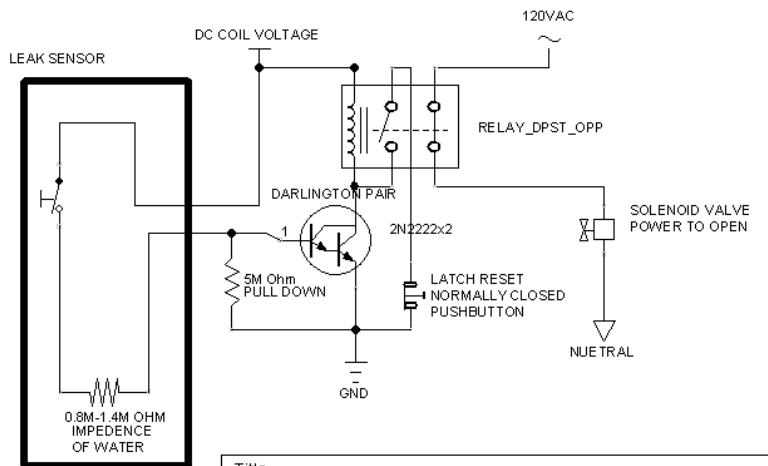 120VAC
DC COIL VOLTAGE
LEAK SENSOR
RELAY_DPST_OPP
DARLINGTON PAIR
2N2222x2
1
SOLENOID VALVE
POWER TO OPEN
5M Ohm
PULL DOWN
LATCH RESET
NORMALLY CLOSED
PUSHBUTTON
NUETRAL
GND
0.8M-1.4M OHM
IMPEDENCE
OF WATER
Title